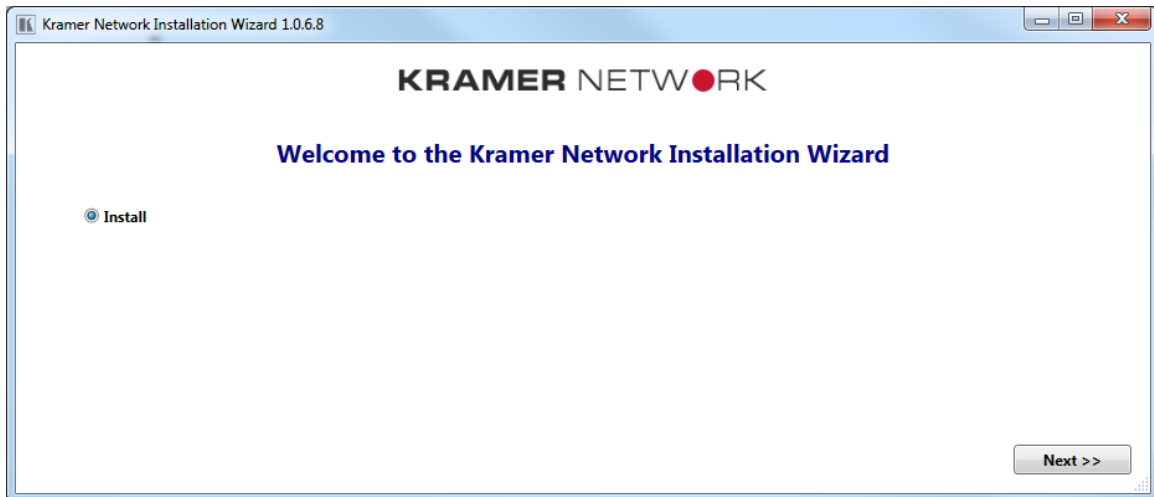 Kramer Network Installation Wizard 1.0.6.8
KRAMER NETWORK
Welcome to the Kramer Network Installation Wizard
Install
Next >>